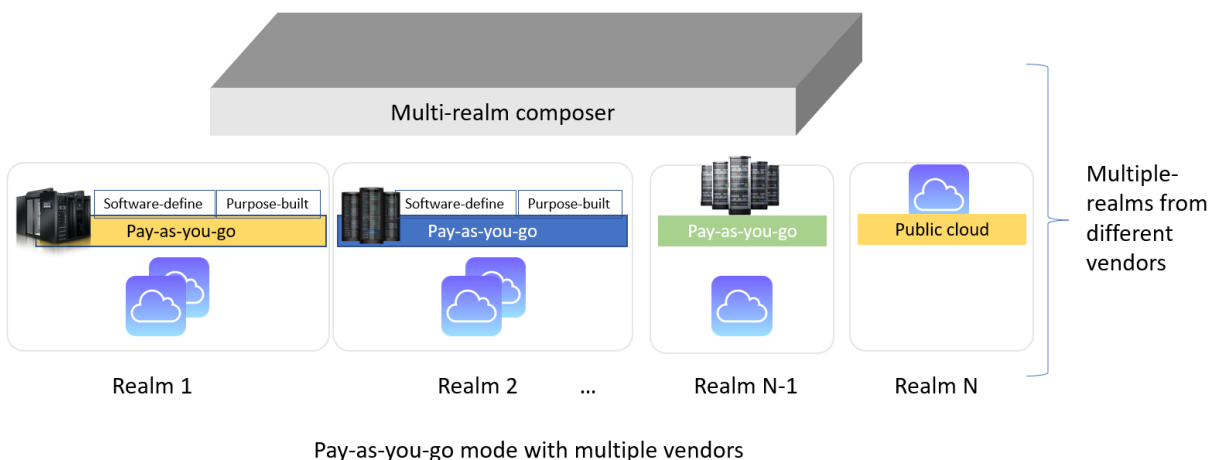 Multi-realm composer
Software-define
Purpose-built
Pay-as-you-go
Software-define
Purpose-built
Pay-as-you-go
Pay-as-you-go
Public cloud
Multiple-
realms from
different
vendors
Realm 1
Realm 2
...
Realm N-1
Realm N
Pay-as-you-go mode with multiple vendors